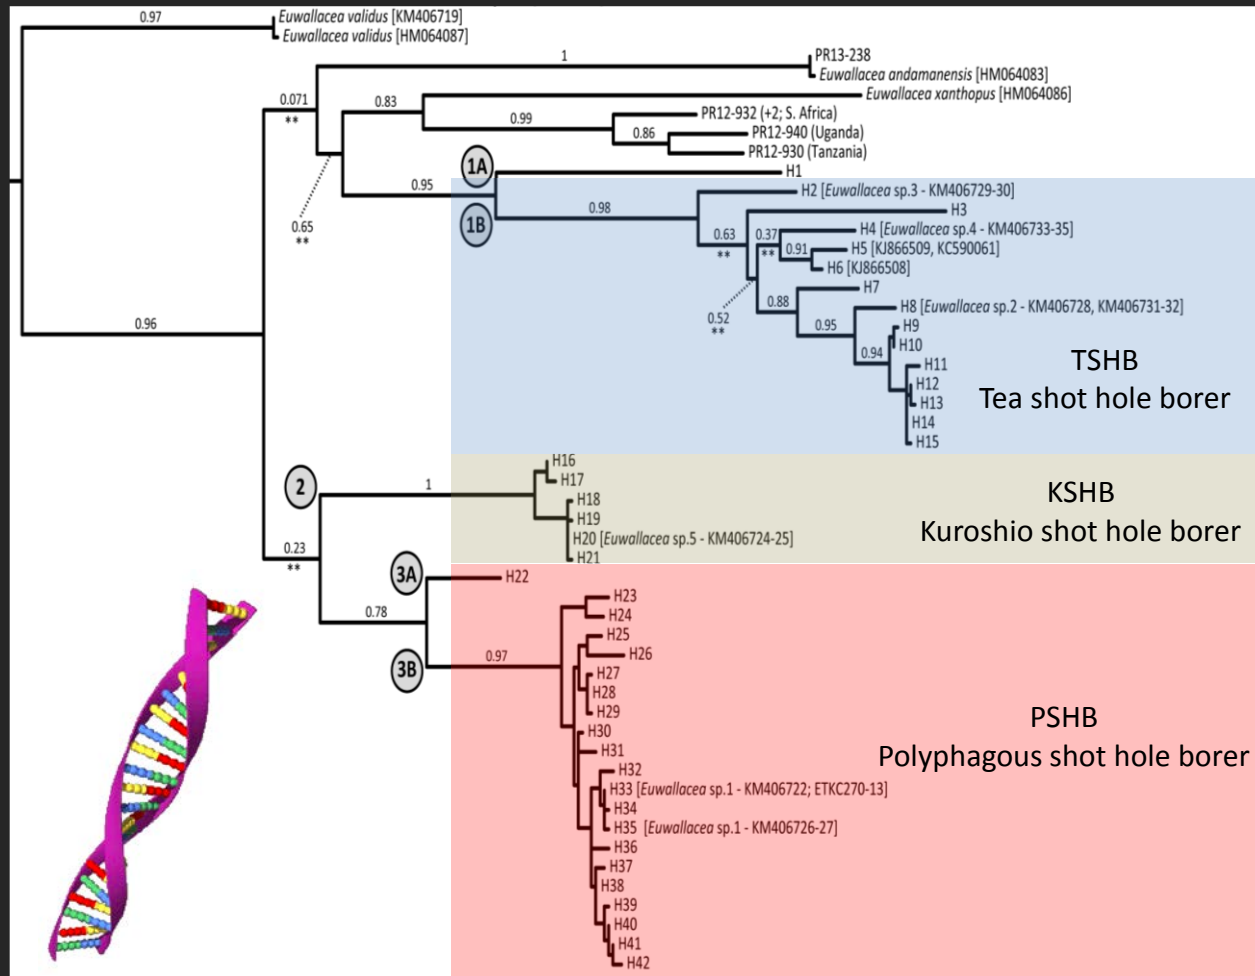 0.97
Euwallacea validus [KM406719]
Euwallacea validus [HM064087]
1
PR13-238
Euwallacea andamanensis [HM064083]
0.071
**
0.83
Euwallacea xanthopus [HM064086]
0.99
PR12-932 (+2; S. Africa)
0.86
PR12-940 (Uganda)
PR12-930 (Tanzania)
0.65
**
0.95
1A
H1
1B
0.98
H2 [Euwallacea sp.3 - KM406729-30]
0.63
**
H3
0.37
**
H4 [Euwallacea sp.4 - KM406733-35]
0.91
H5 [KJ866509, KC590061]
H6 [KJ866508]
0.52
**
0.88
H7
0.95
H8 [Euwallacea sp.2 - KM406728, KM406731-32]
0.94
H9
H10
H11
H12
H13
H14
H15
TSHB
Tea shot hole borer
0.96
2
1
H16
H17
H18
H19
H20 [Euwallacea sp.5 - KM406724-25]
H21
KSHB
Kuroshio shot hole borer
0.23
**
0.78
3A
H22
3B
0.97
H23
H24
H25
H26
H27
H28
H29
H30
H31
H32
H33 [Euwallacea sp.1 - KM406722; ETKC270-13]
H34
H35 [Euwallacea sp.1 - KM406726-27]
H36
H37
H38
H39
H40
H41
H42
PSHB
Polyphagous shot hole borer